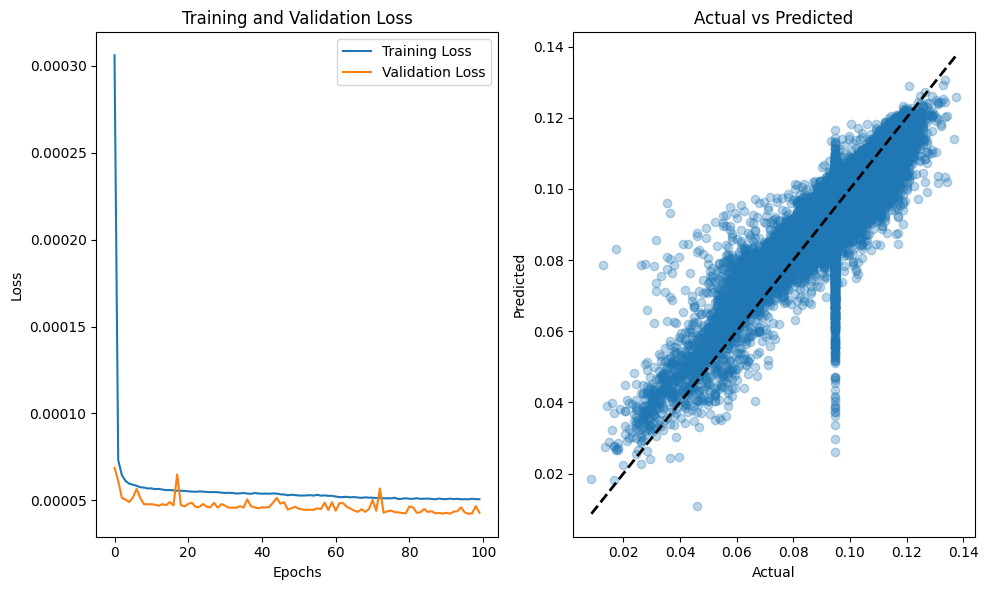 Training and Validation Loss
Training Loss
Validation Loss
0.00030
0.00025
0.00020
0.00015
0.00010
0.00005
Loss
0 20 40 60 80 100
Epochs
Actual vs Predicted
0.14
0.12
0.10
0.08
0.06
0.04
0.02
Predicted
0.02 0.04 0.06 0.08 0.10 0.12 0.14
Actual